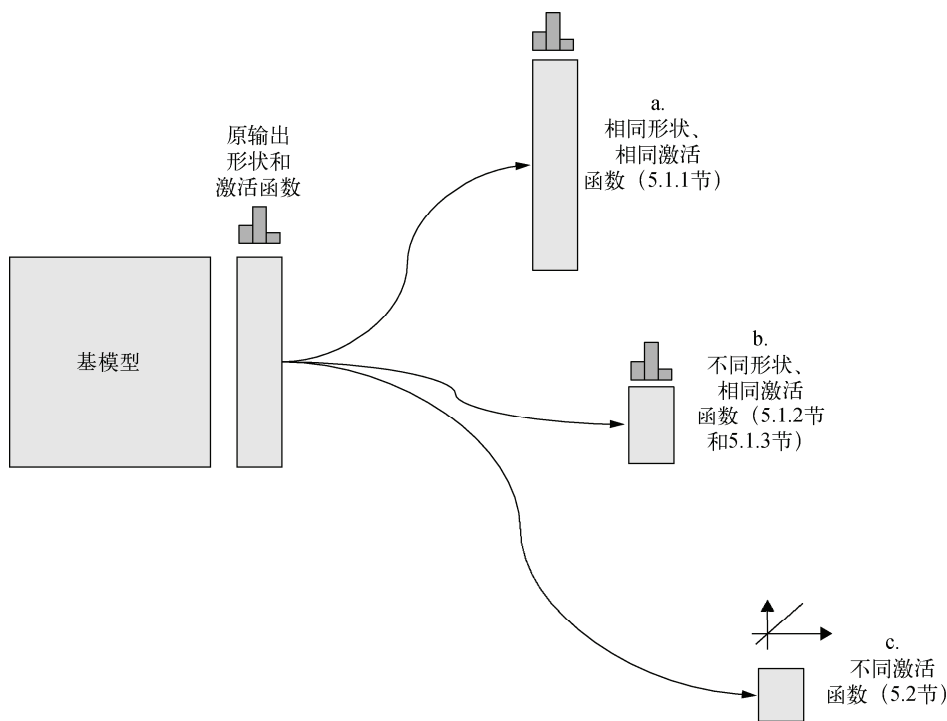 原输出
形状和
激活函数
基模型
a.
相同形状、
相同激活
函数（5.1.1节）
b.
不同形状、
相同激活
函数（5.1.2节
和5.1.3节）
c.
不同激活
函数（5.2节）